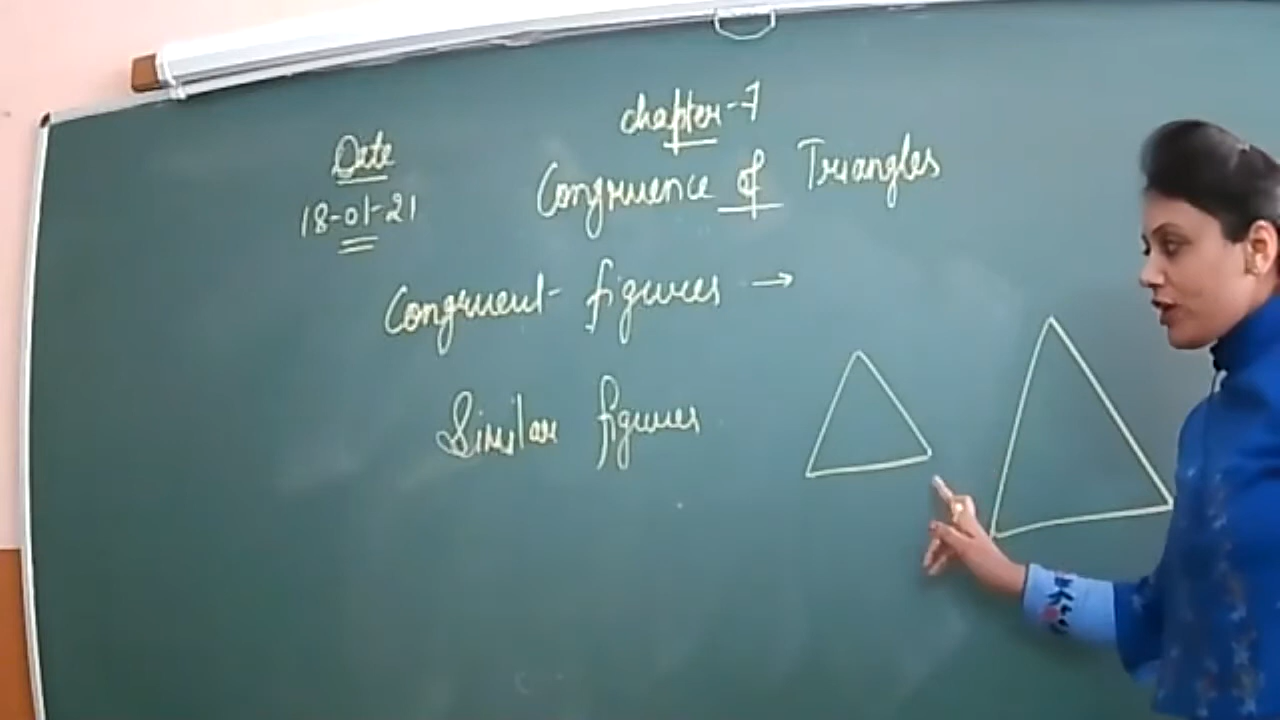 chapter-7
Date
Congruence of Triangles
18-01-21
Congruent figures →
Similar figures